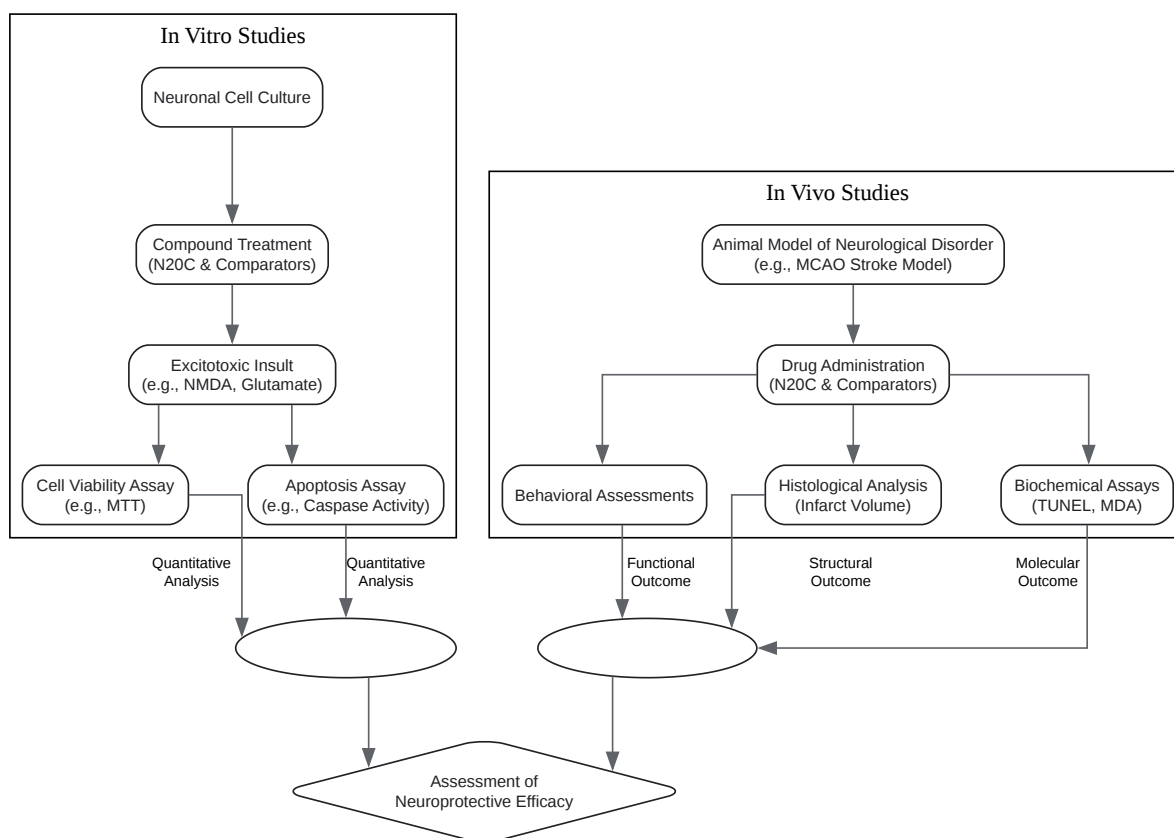 In Vitro Studies
Neuronal Cell Culture
Compound Treatment
(N20C & Comparators)
Excitotoxic Insult
(e.g., NMDA, Glutamate)
Cell Viability Assay
(e.g., MTT)
Apoptosis Assay
(e.g., Caspase Activity)
In Vivo Studies
Animal Model of Neurological Disorder
(e.g., MCAO Stroke Model)
Drug Administration
(N20C & Comparators)
Behavioral Assessments
Histological Analysis
(Infarct Volume)
Biochemical Assays
(TUNEL, MDA)
Quantitative
Analysis
Quantitative
Analysis
Functional
Outcome
Structural
Outcome
Molecular
Outcome
Assessment of
Neuroprotective Efficacy